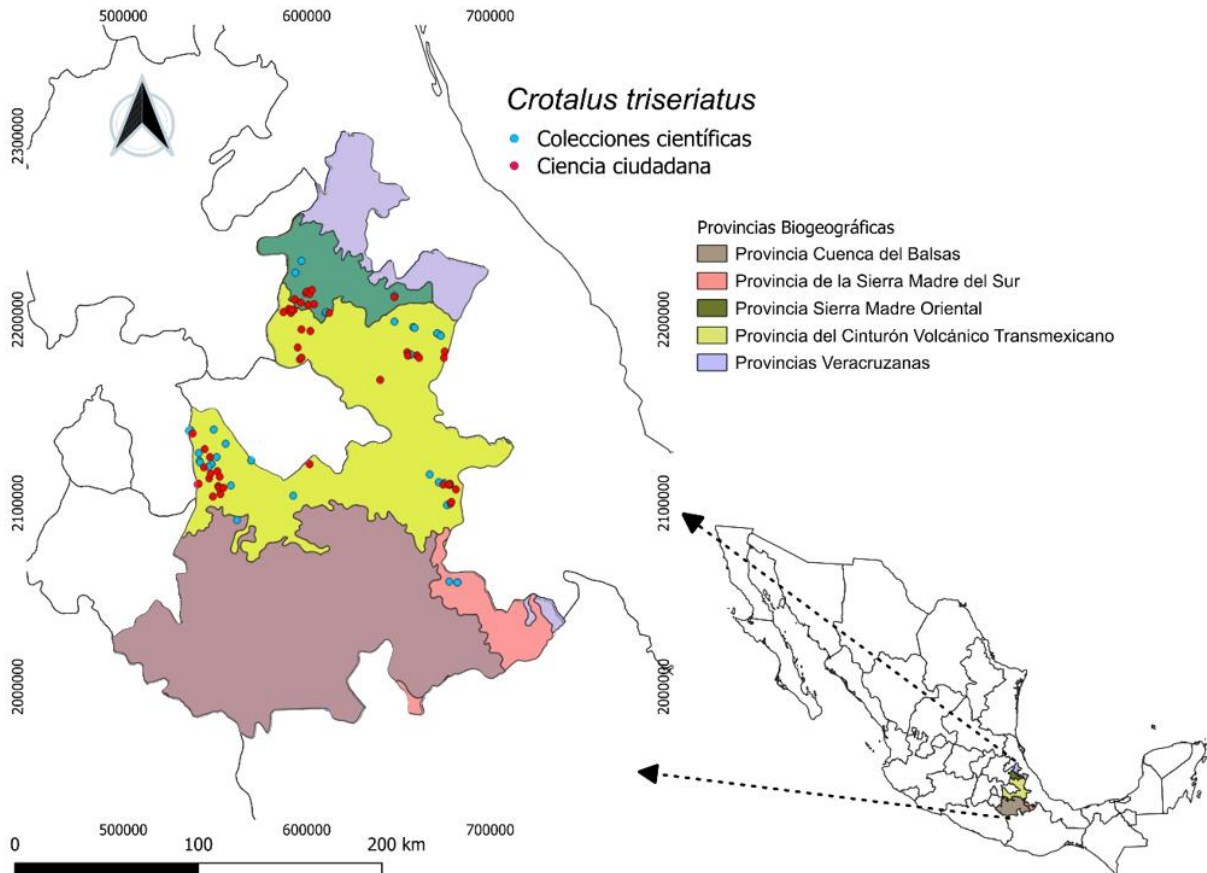 500000 600000 700000
Crotalus triseriatus
Colecciones científicas
Ciencia ciudadana
2300000
Provincias Biogeográficas
Provincia Cuenca del Balsas
Provincia de la Sierra Madre del Sur
Provincia Sierra Madre Oriental
Provincia del Cinturón Volcánico Transmexicano
Provincias Veracruzanas
2200000 2200000
2100000 2100000
2000000 2000000
500000 600000 700000
0 100 200 km